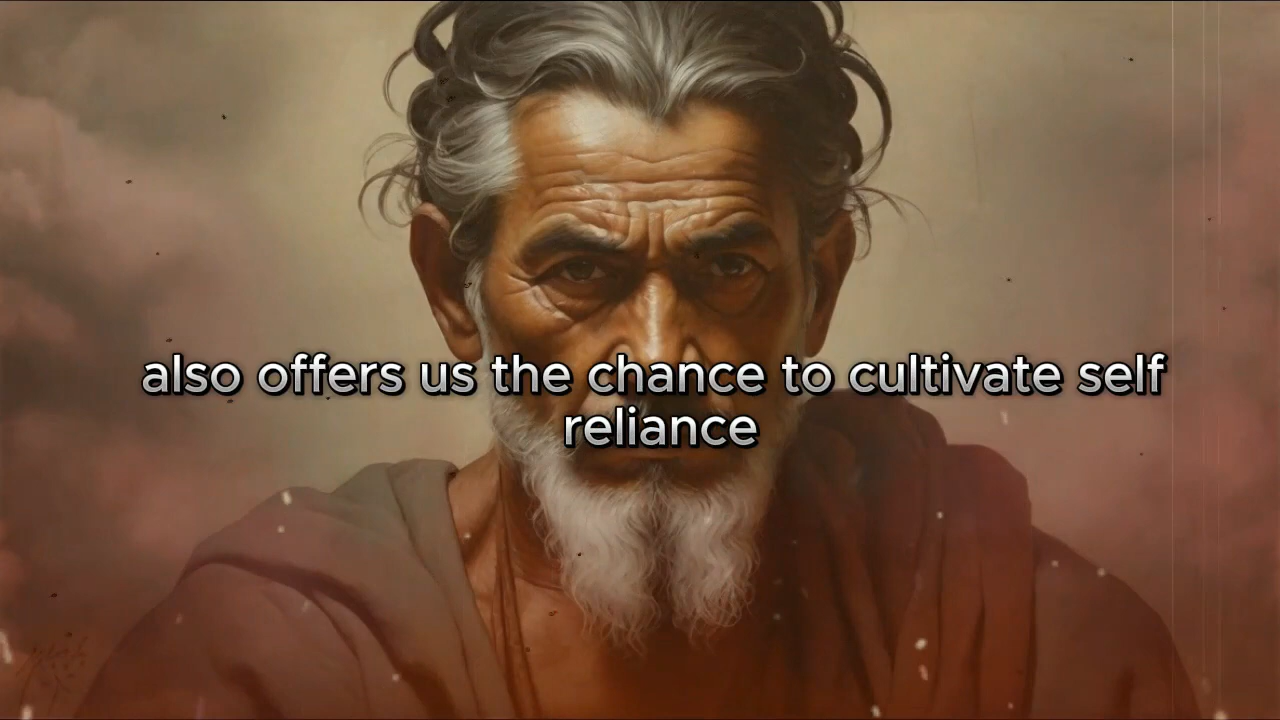 also offers us the chance to cultivate self
reliance